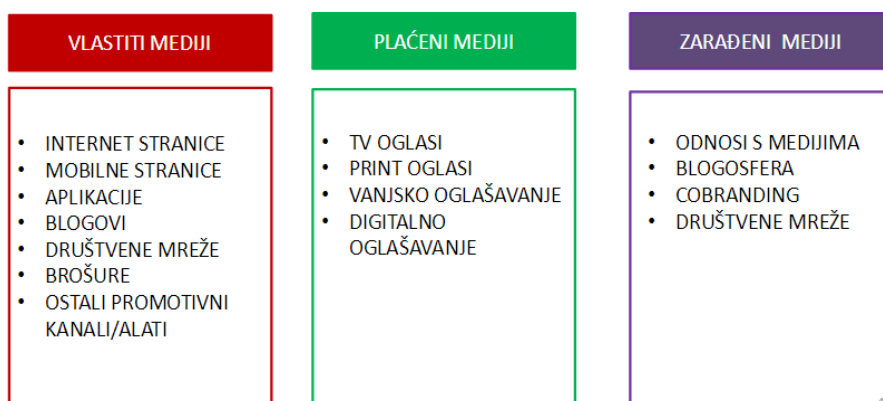 VLASTITI MEDIJI
• INTERNET STRANICE
• MOBILNE STRANICE
• APLIKACIJE
• BLOGOVI
• DRUŠTVENE MREŽE
• BROŠURE
• OSTALI PROMOTIVNI
KANALI/ALATI
PLAĆENI MEDIJI
• TV OGLASI
• PRINT OGLASI
• VANJSKO OGLAŠAVANJE
• DIGITALNO
OGLAŠAVANJE
ZARAĐENI MEDIJI
• ODNOSI S MEDIJIMA
• BLOGOSFERA
• COBRANDING
• DRUŠTVENE MREŽE